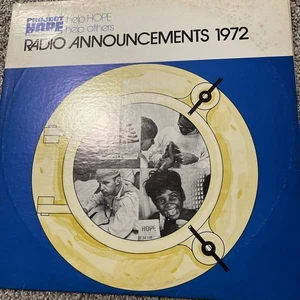 PROJECT help HOPE
HOPE help others
RADIO ANNOUNCEMENTS 1972
HOPE